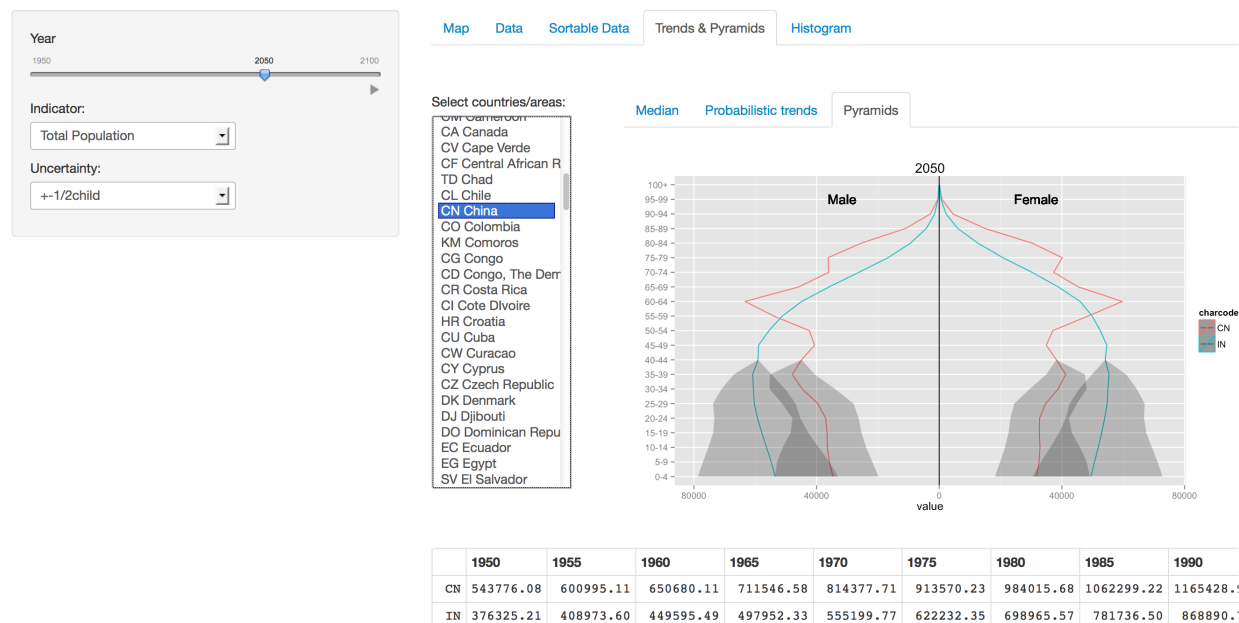 Year
1950 2050 2100
Indicator:
Total Population
Uncertainty:
+-1/2child
Map Data Sortable Data Trends & Pyramids Histogram
Select countries/areas:
CM Cameroon
CA Canada
CV Cape Verde
CF Central African R
TD Chad
CL Chile
CN China
CO Colombia
KM Comoros
CG Congo
CD Congo, The Dem
CR Costa Rica
CI Cote DIvoire
HR Croatia
CU Cuba
CW Curacao
CY Cyprus
CZ Czech Republic
DK Denmark
DJ Djibouti
DO Dominican Repu
EC Ecuador
EG Egypt
SV El Salvador
Median Probabilistic trends Pyramids
2050
Male Female
100+
95-99
90-94
85-89
80-84
75-79
70-74
65-69
60-64
55-59
50-54
45-49
40-44
35-39
30-34
25-29
20-24
15-19
10-14
5-9
0-4
80000 40000 0 40000 80000
value
charcode
CN
IN
1950 1955 1960 1965 1970 1975 1980 1985 1990
CN 543776.08 600995.11 650680.11 711546.58 814377.71 913570.23 984015.68 1062299.22 1165428.
IN 376325.21 408973.60 449595.49 497952.33 555199.77 622232.35 698965.57 781736.50 868890.